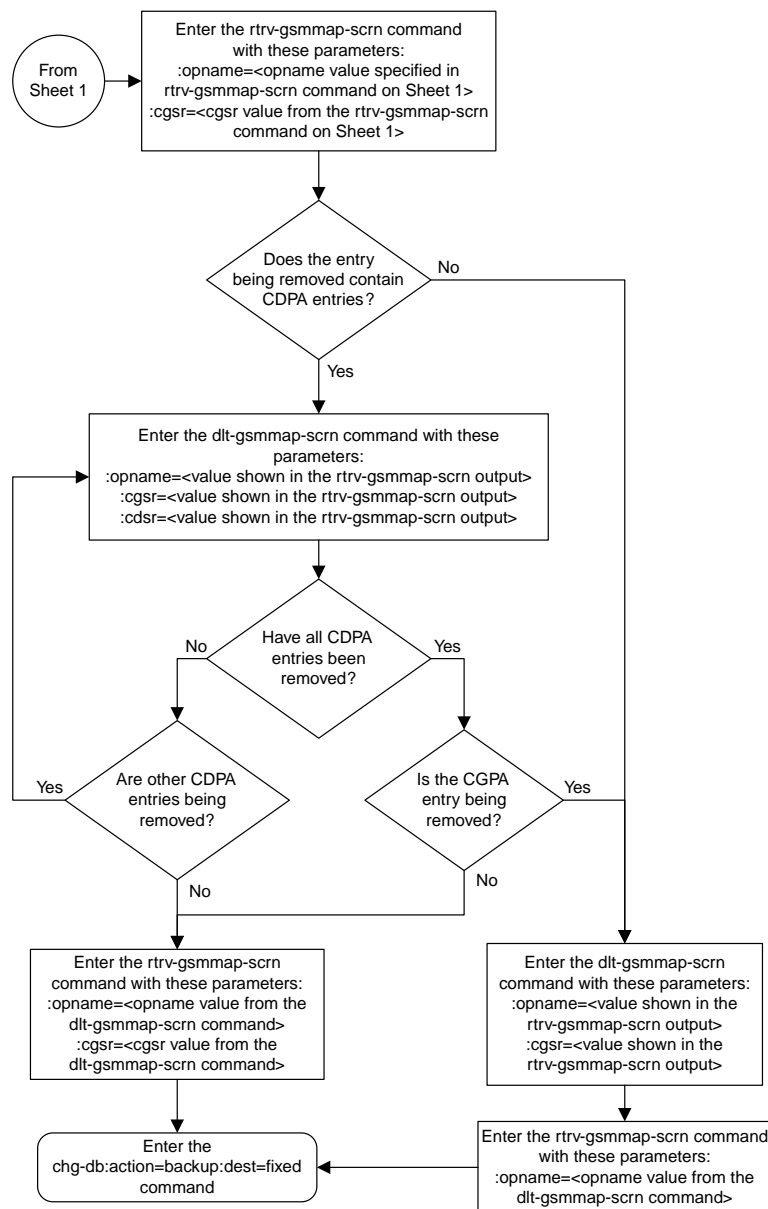 From
Sheet 1
Enter the rtrv-gsmmap-scrn command
with these parameters:
:opname=<opname value specified in
rtrv-gsmmap-scrn command on Sheet 1>
:cgsr=<cgsr value from the rtrv-gsmmap-scrn
command on Sheet 1>
Does the entry
being removed contain
CDPA entries?
No
Yes
Enter the dlt-gsmmap-scrn command with these
parameters:
:opname=<value shown in the rtrv-gsmmap-scrn output>
:cgsr=<value shown in the rtrv-gsmmap-scrn output>
:cdsr=<value shown in the rtrv-gsmmap-scrn output>
Have all CDPA
entries been
removed?
No
Yes
Are other CDPA
entries being
removed?
Yes
No
Is the CGPA
entry being
removed?
Yes
No
Enter the rtrv-gsmmap-scrn
command with these parameters:
:opname=<opname value from the
dlt-gsmmap-scrn command>
:cgsr=<cgsr value from the
dlt-gsmmap-scrn command>
Enter the dlt-gsmmap-scrn
command with these parameters:
:opname=<value shown in the
rtrv-gsmmap-scrn output>
:cgsr=<value shown in the
rtrv-gsmmap-scrn output>
Enter the
chg-db:action=backup:dest=fixed
command
Enter the rtrv-gsmmap-scrn command
with these parameters:
:opname=<opname value from the
dlt-gsmmap-scrn command>